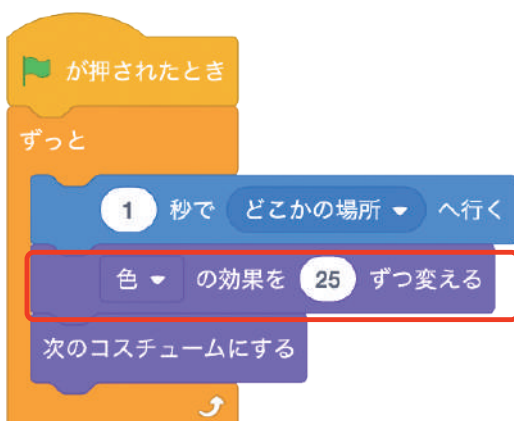 が押されたとき
ずっと
1 秒で どこかの場所 へ行く
色 の効果を 25 ずつ変える
次のコスチュームにする